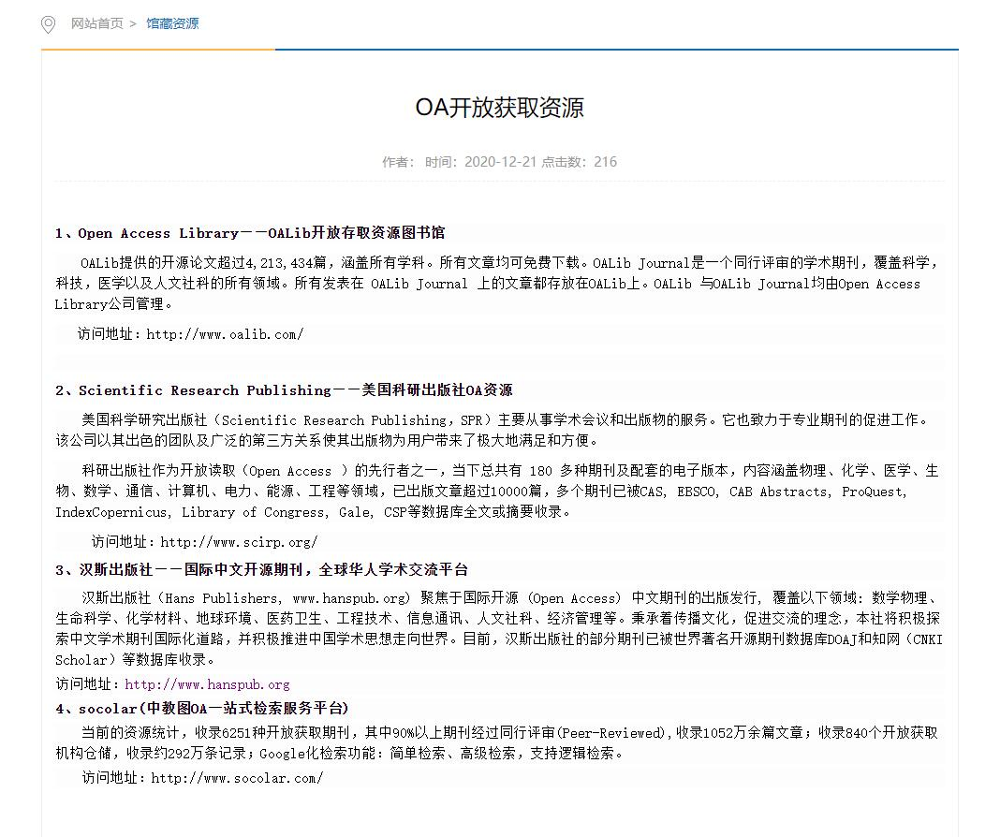 网站首页 > 馆藏资源
OA开放获取资源
作者： 时间：2020-12-21 点击数：216
1、Open Access Library——OALib开放存取资源图书馆
OALib提供的开源论文超过4,213,434篇，涵盖所有学科。所有文章均可免费下载。OALib Journal是一个同行评审的学术期刊，覆盖科学，
科技，医学以及人文社科的所有领域。所有发表在 OALib Journal 上的文章都存放在OALib上。OALib 与OALib Journal均由Open Access
Library公司管理。
访问地址：http://www.oalib.com/
2、Scientific Research Publishing——美国科研出版社OA资源
美国科学研究出版社（Scientific Research Publishing，SPR）主要从事学术会议和出版物的服务。它也致力于专业期刊的促进工作。
该公司以其出色的团队及广泛的第三方关系使其出版物为用户带来了极大地满足和方便。
科研出版社作为开放读取（Open Access ）的先行者之一，当下总共有 180 多种期刊及配套的电子版本，内容涵盖物理、化学、医学、生
物、数学、通信、计算机、电力、能源、工程等领域，已出版文章超过10000篇，多个期刊已被CAS, EBSCO, CAB Abstracts, ProQuest,
IndexCopernicus, Library of Congress, Gale, CSP等数据库全文或摘要收录。
访问地址：http://www.scirp.org/
3、汉斯出版社——国际中文开源期刊，全球华人学术交流平台
汉斯出版社（Hans Publishers, www.hanspub.org) 聚焦于国际开源 (Open Access) 中文期刊的出版发行, 覆盖以下领域: 数学物理、
生命科学、化学材料、地球环境、医药卫生、工程技术、信息通讯、人文社科、经济管理等。秉承着传播文化，促进交流的理念，本社将积极探
索中文学术期刊国际化道路，并积极推进中国学术思想走向世界。目前，汉斯出版社的部分期刊已被世界著名开源期刊数据库DOAJ和知网（CNKI
Scholar）等数据库收录。
访问地址：http://www.hanspub.org
4、socolar(中教图OA一站式检索服务平台)
当前的资源统计，收录6251种开放获取期刊，其中90%以上期刊经过同行评审(Peer-Reviewed),收录1052万余篇文章；收录840个开放获取
机构仓储，收录约292万条记录；Google化检索功能：简单检索、高级检索，支持逻辑检索。
访问地址：http://www.socolar.com/